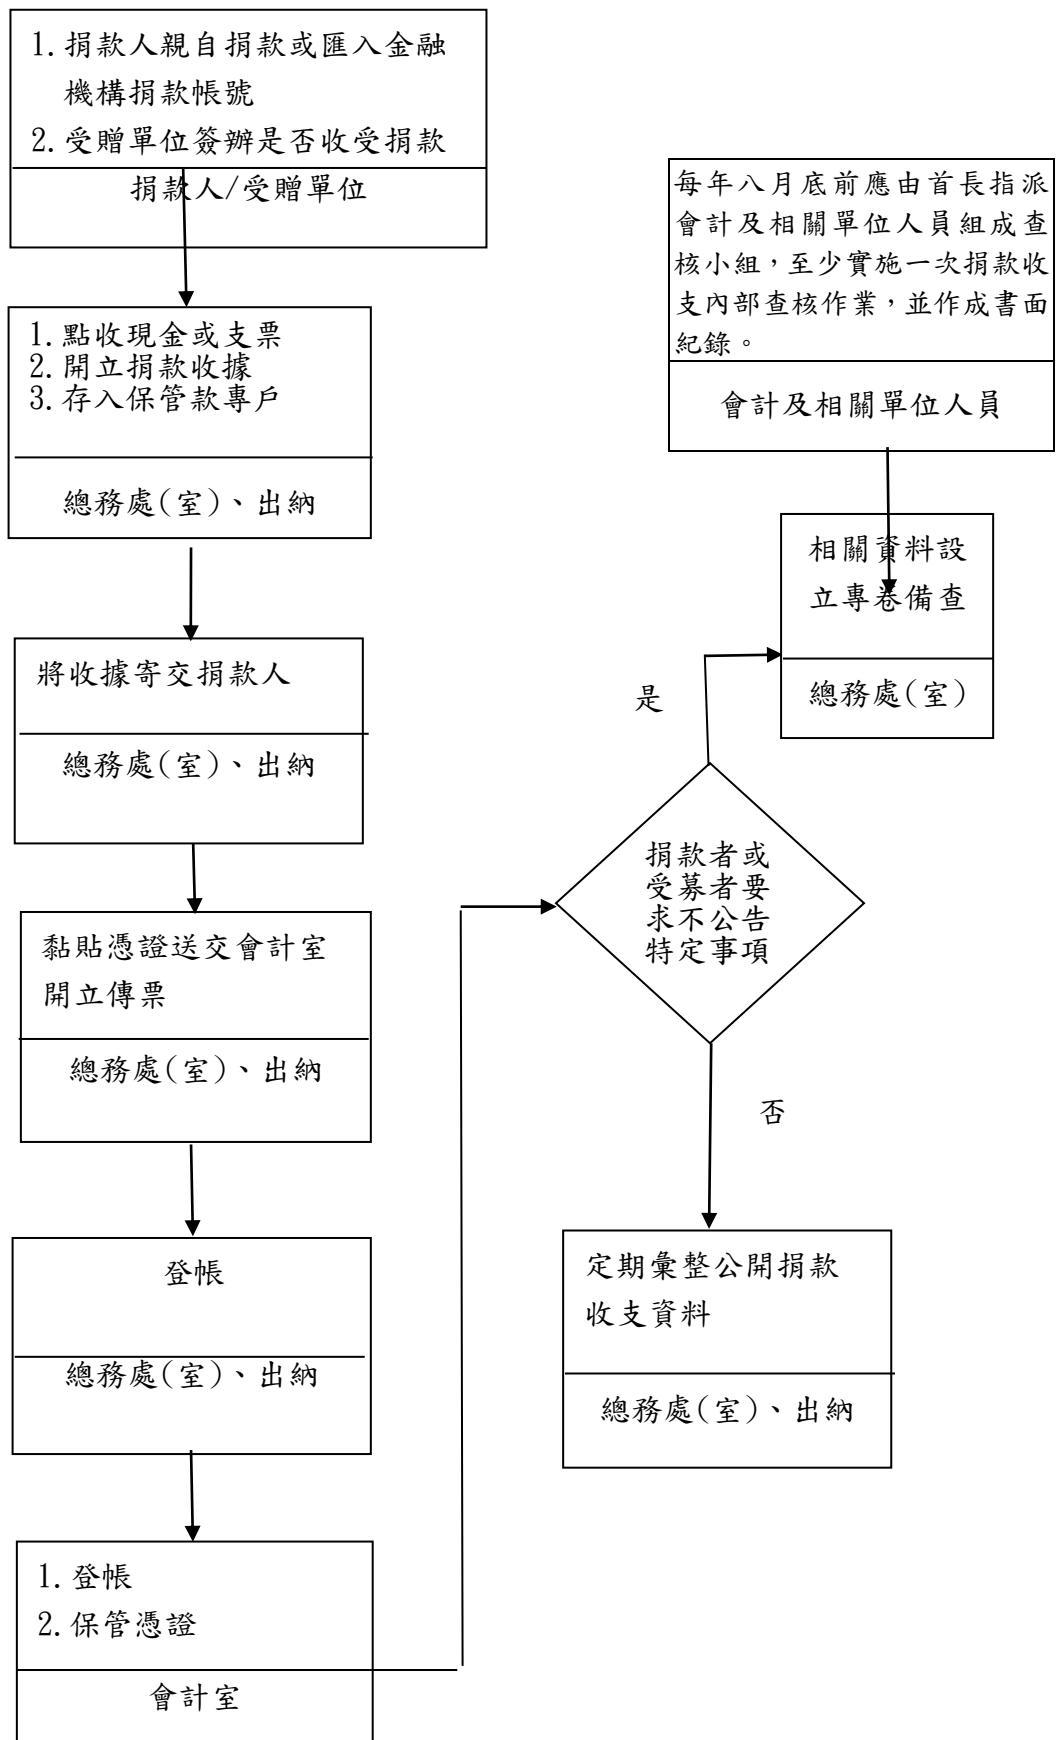 1.捐款人親自捐款或匯入金融
機構捐款帳號
2.受贈單位簽辦是否收受捐款
捐款人/受贈單位
1.點收現金或支票
2.開立捐款收據
3.存入保管款專戶
總務處(室)、出納
將收據寄交捐款人
總務處(室)、出納
黏貼憑證送交會計室
開立傳票
總務處(室)、出納
登帳
總務處(室)、出納
1.登帳
2.保管憑證
會計室
每年八月底前應由首長指派
會計及相關單位人員組成查
核小組，至少實施一次捐款收
支內部查核作業，並作成書面
紀錄。
會計及相關單位人員
相關資料設
立專卷備查
總務處(室)
是
捐款者或
受募者要
求不公告
特定事項
否
定期彙整公開捐款
收支資料
總務處(室)、出納